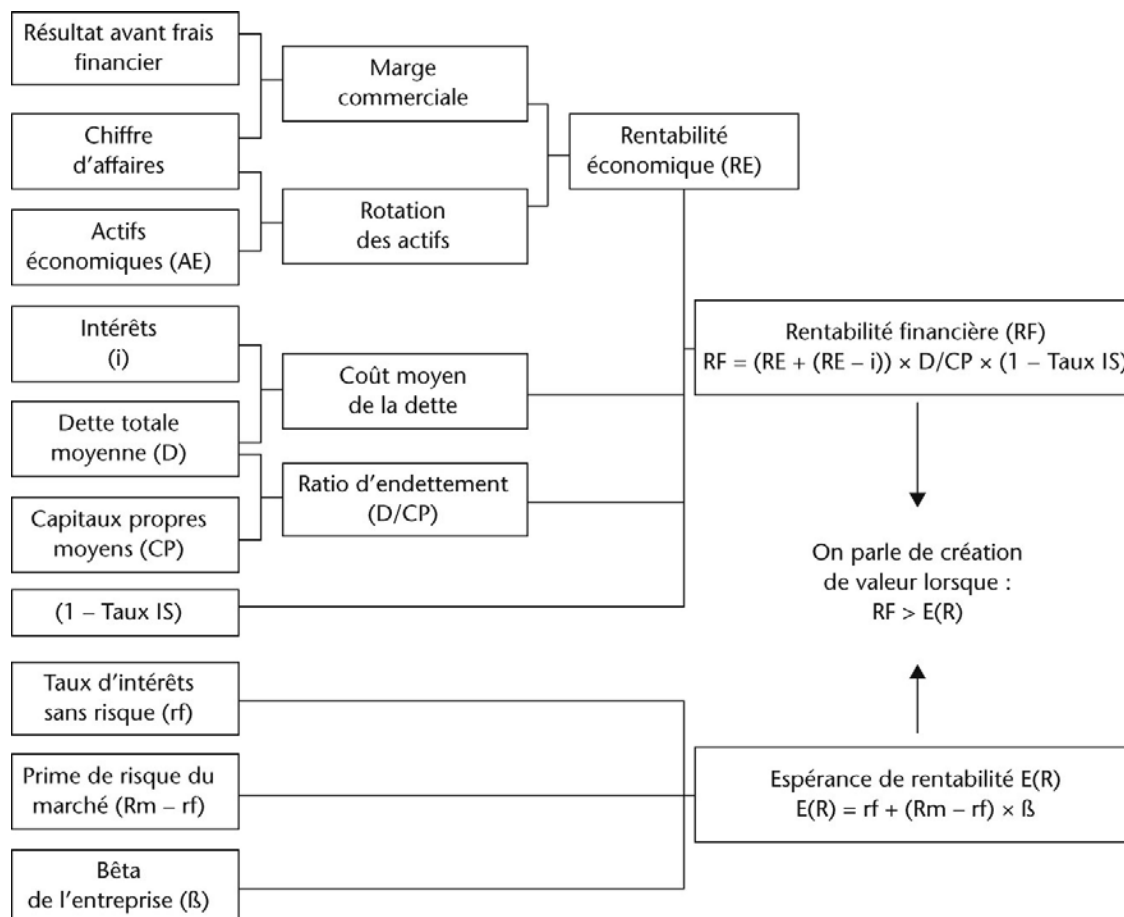 Résultat avant frais
financier
Marge
commerciale
Chiffre
d'affaires
Rentabilité
économique (RE)
Rotation
des actifs
Actifs
économiques (AE)
Intérêts
(i)
Rentabilité financière (RF)
RF = (RE + (RE – i)) × D/CP × (1 – Taux IS)
Coût moyen
de la dette
Dette totale
moyenne (D)
Ratio d'endettement
(D/CP)
Capitaux propres
moyens (CP)
On parle de création
de valeur lorsque :
RF > E(R)
(1 – Taux IS)
Taux d'intérêts
sans risque (rf)
Prime de risque du
marché (Rm – rf)
Espérance de rentabilité E(R)
E(R) = rf + (Rm – rf) × ß
Bêta
de l'entreprise (ß)